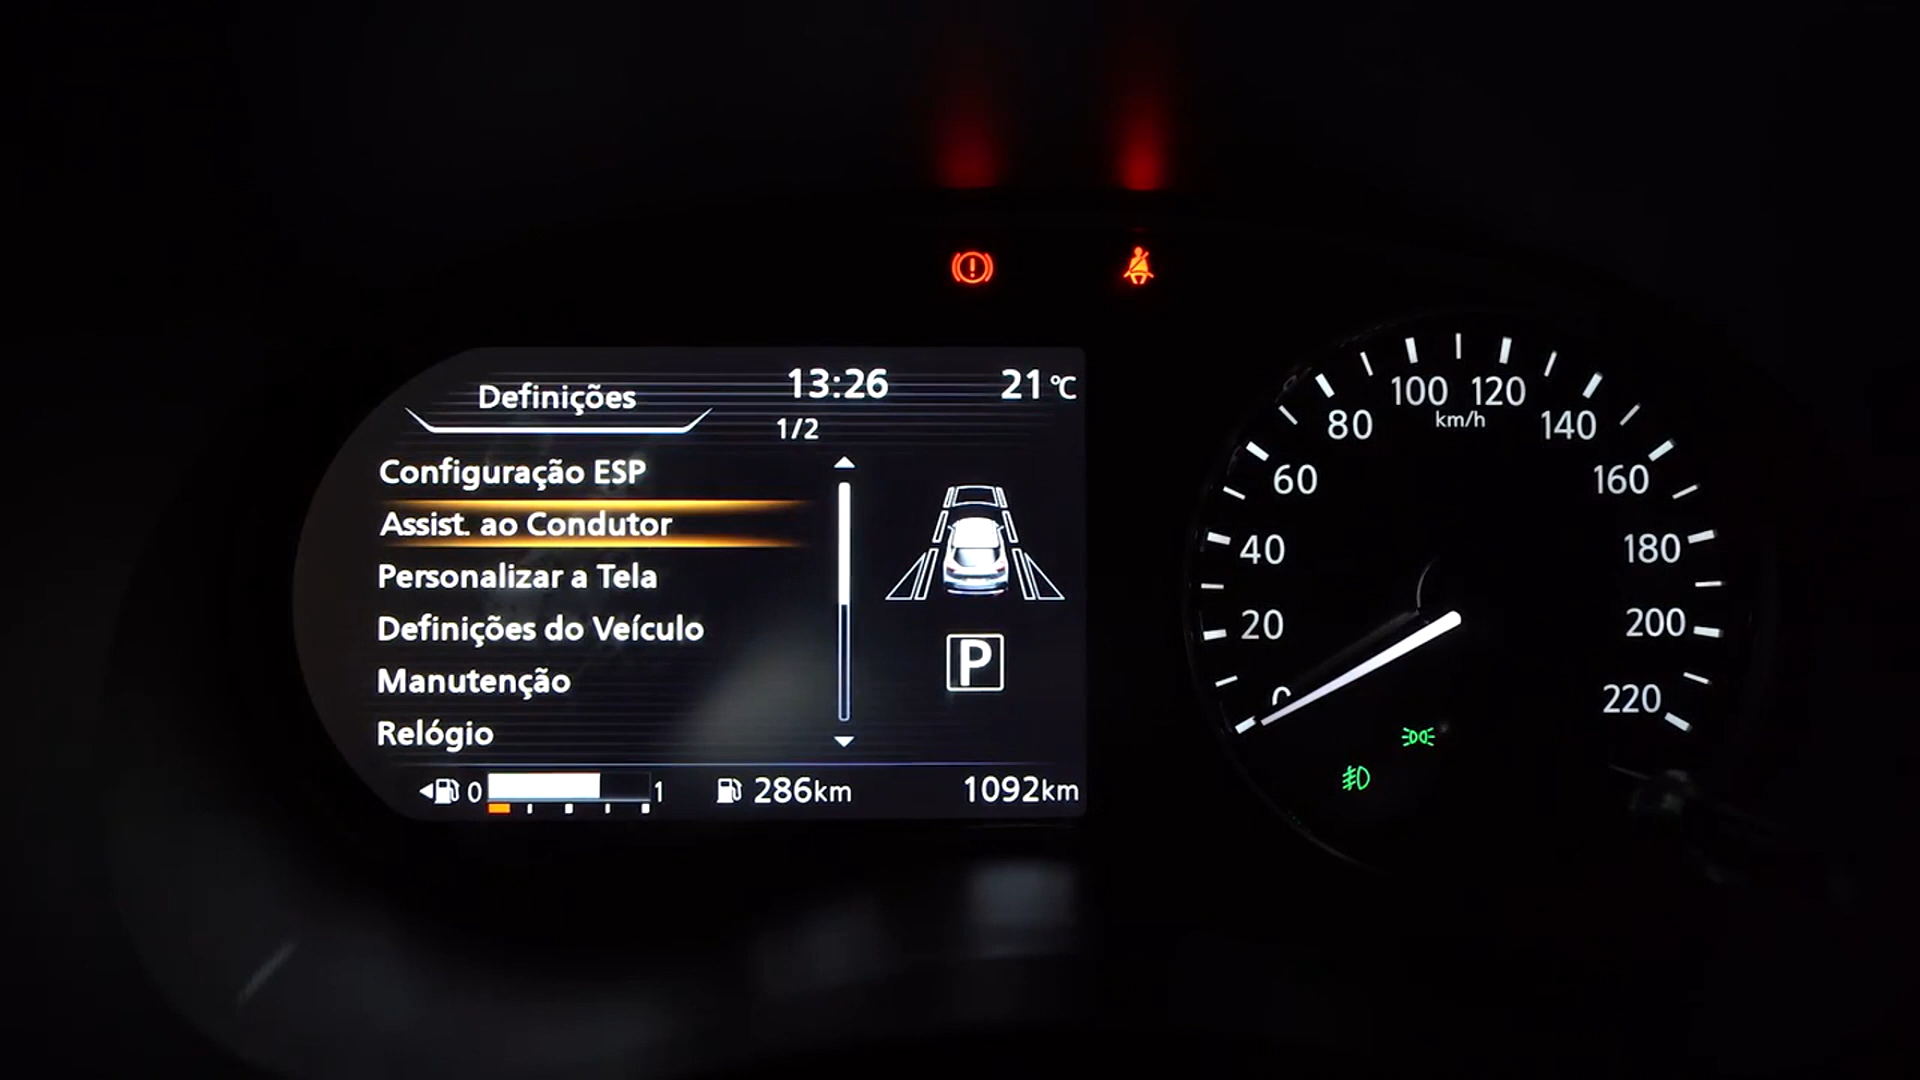 Definições
13:26
21°C
1/2
Configuração ESP
Assist. ao Condutor
Personalizar a Tela
Definições do Veículo
Manutenção
Relógio
P
0
1
286km
1092km
0
20
40
60
80
100
120
km/h
140
160
180
200
220